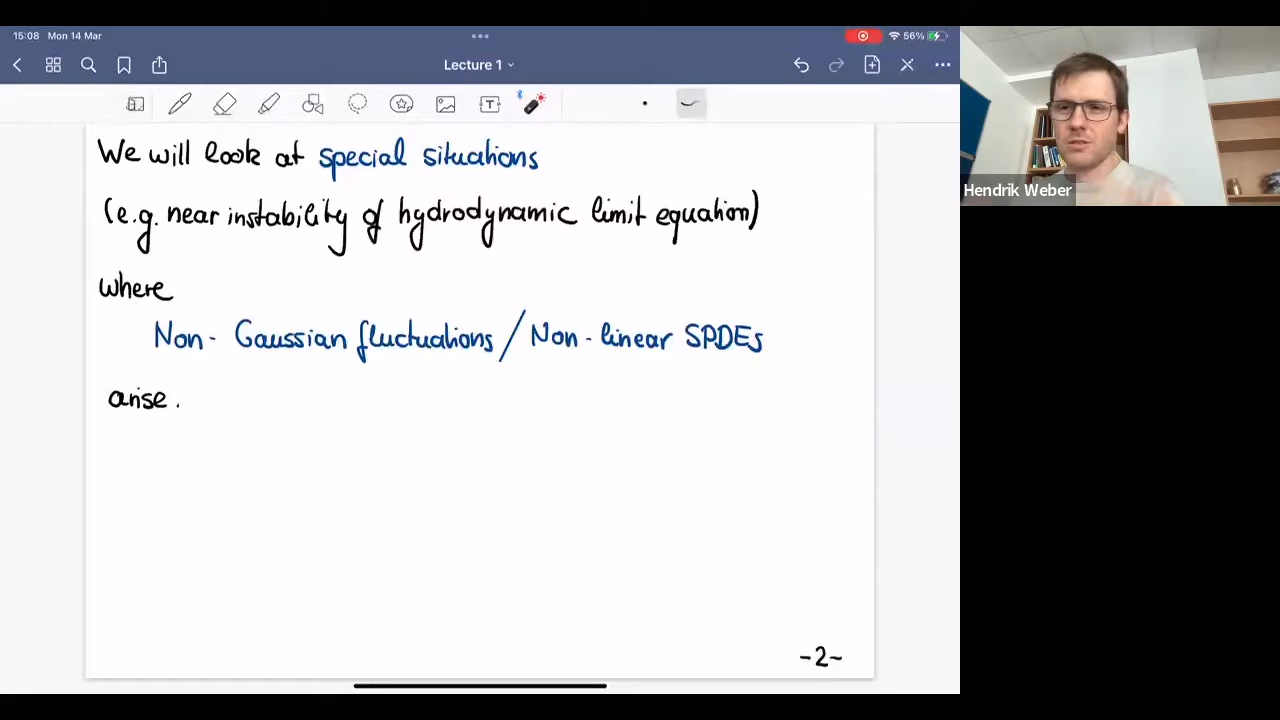 15:08 Mon 14 Mar
56%
Lecture 1
T
We will look at special situations
(e.g. near instability of hydrodynamic limit equation)
where
Non-Gaussian fluctuations / Non-linear SPDEs
arise.
-2-
Hendrik Weber